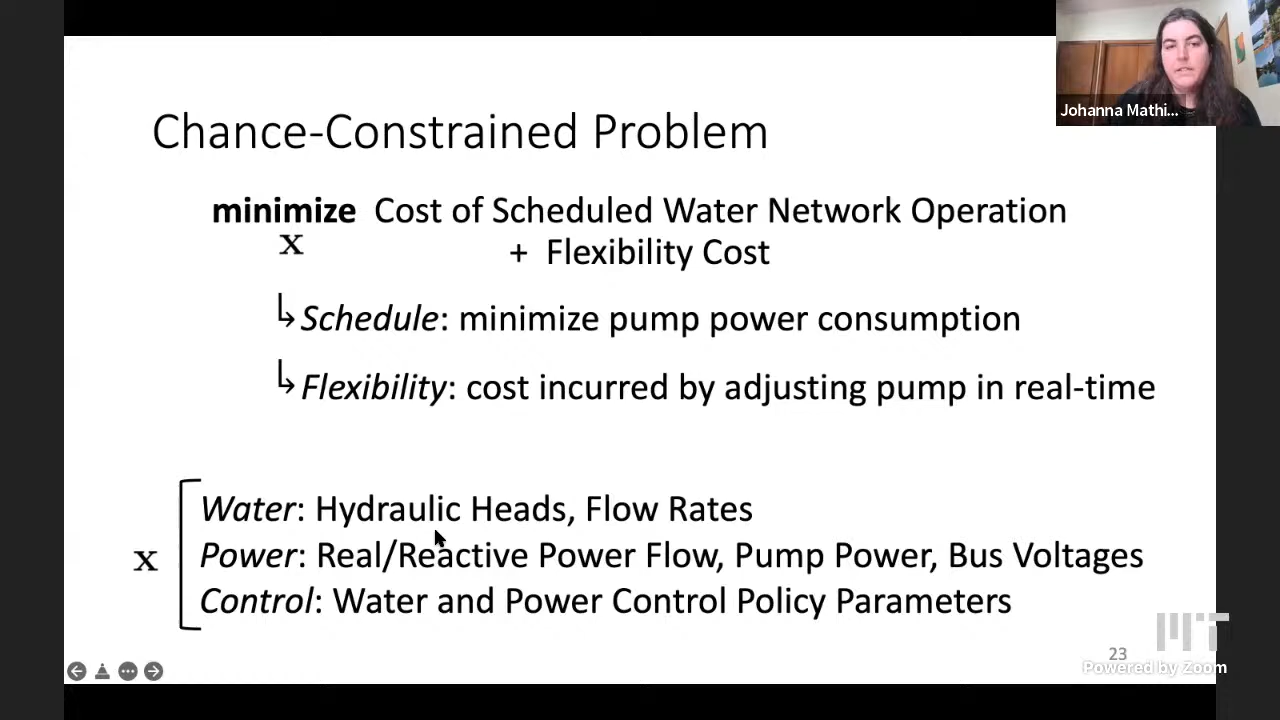 Johanna Mathi...
Chance-Constrained Problem
minimize Cost of Scheduled Water Network Operation
x + Flexibility Cost
↳ Schedule: minimize pump power consumption
↳ Flexibility: cost incurred by adjusting pump in real-time
Water: Hydraulic Heads, Flow Rates
x Power: Real/Reactive Power Flow, Pump Power, Bus Voltages
Control: Water and Power Control Policy Parameters
23
MIT
Powered by Zoom